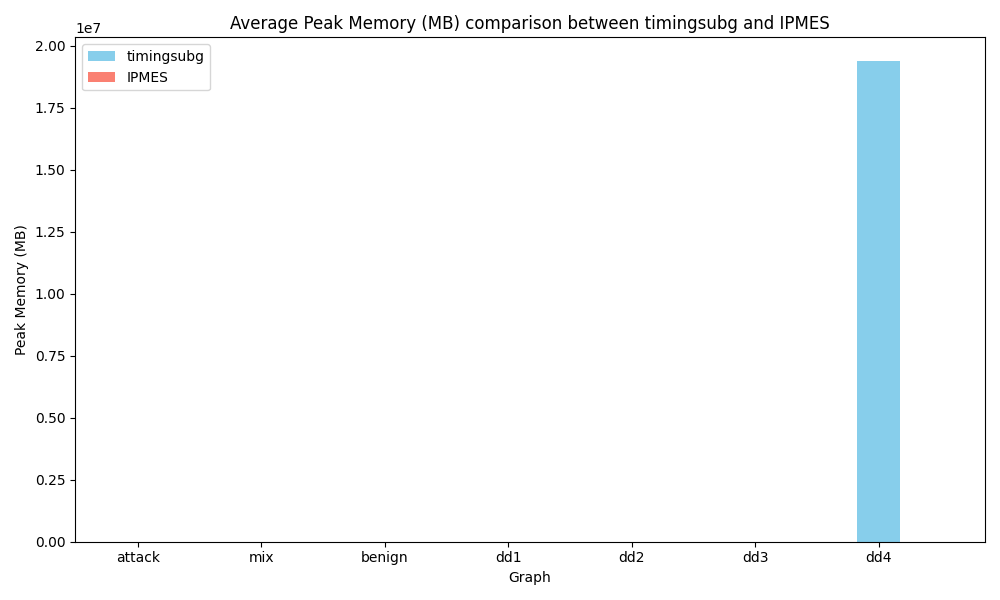 Average Peak Memory (MB) comparison between timingsubg and IPMES
1e7
timingsubg
IPMES
2.00
1.75
1.50
1.25
1.00
0.75
0.50
0.25
0.00
Peak Memory (MB)
attack mix benign dd1 dd2 dd3 dd4
Graph